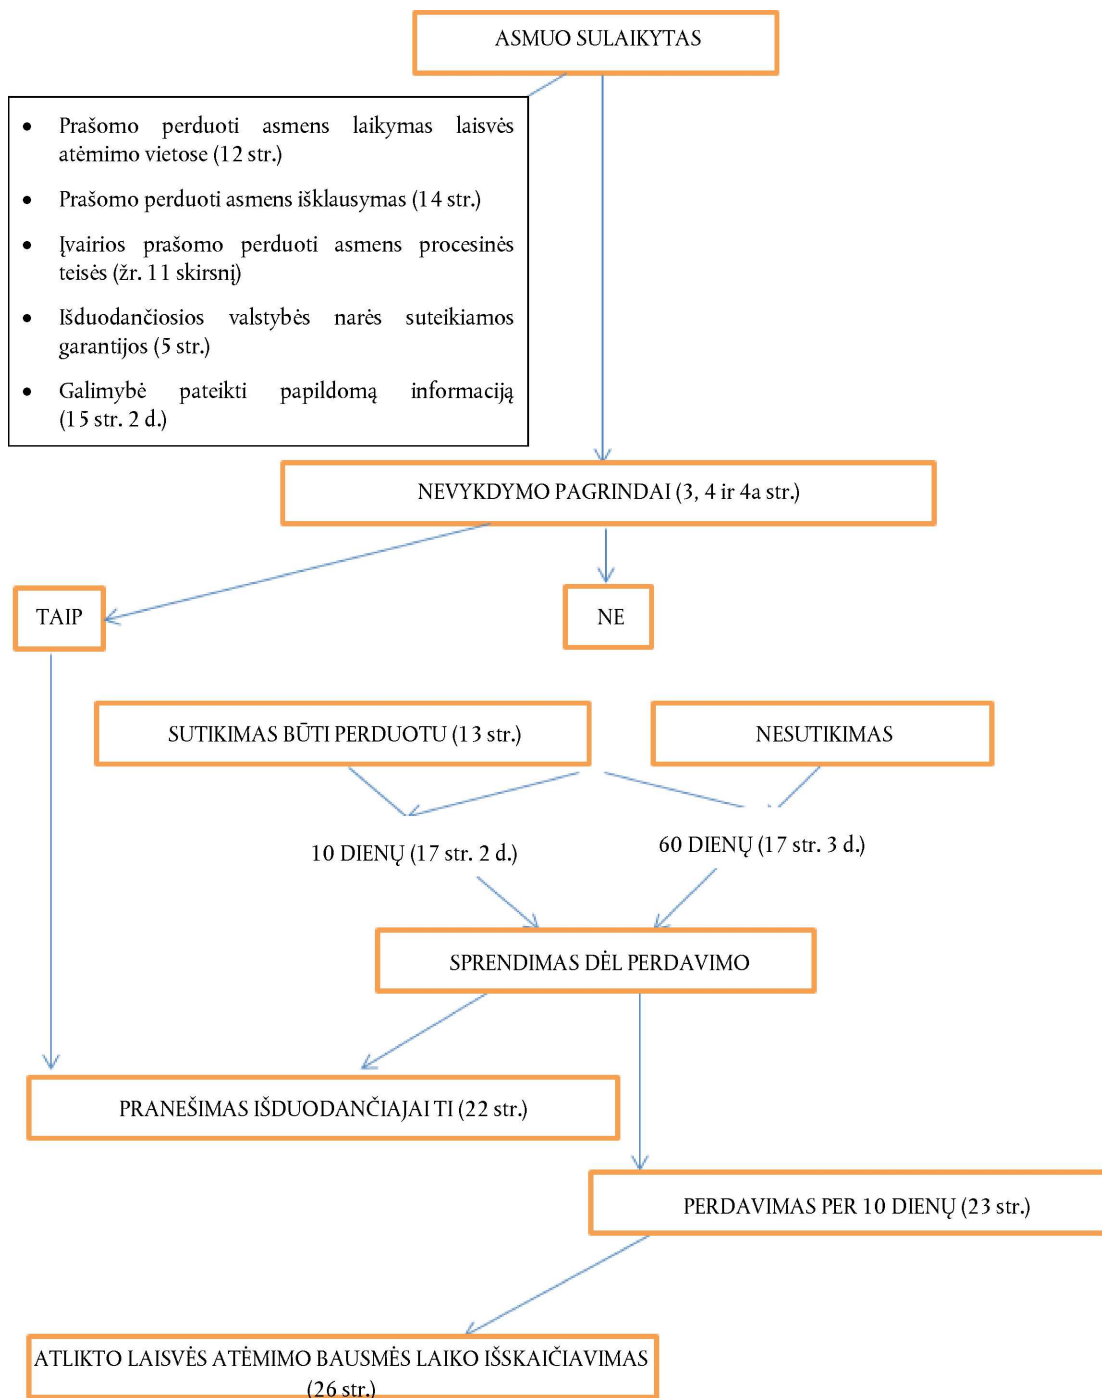 ASMUO SULAIKYTAS
• Prašomo perduoti asmens laikymas laisvės
atėmimo vietose (12 str.)
• Prašomo perduoti asmens išklausymas (14 str.)
• Įvairios prašomo perduoti asmens procesinės
teisės (žr. 11 skirsnį)
• Išduodančiosios valstybės narės suteikiamos
garantijos (5 str.)
• Galimybė pateikti papildomą informaciją
(15 str. 2 d.)
NEVYKDYMO PAGRINDAI (3, 4 ir 4a str.)
TAIP
NE
SUTIKIMAS BŪTI PERDUOTU (13 str.)
NESUTIKIMAS
10 DIENŲ (17 str. 2 d.)
60 DIENŲ (17 str. 3 d.)
SPRENDIMAS DĖL PERDAVIMO
PRANEŠIMAS IŠDUODANČIAJAI TI (22 str.)
PERDAVIMAS PER 10 DIENŲ (23 str.)
ATLIKTO LAISVĖS ATĖMIMO BAUSMĖS LAIKO IŠSKAIČIAVIMAS
(26 str.)